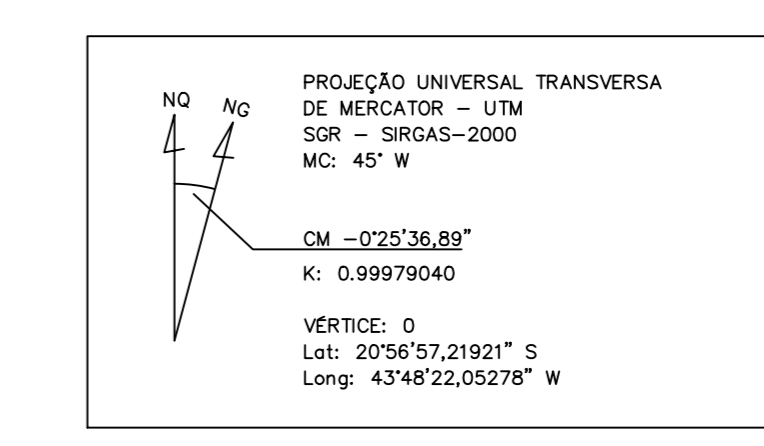 NQ
NG
PROJEÇÃO UNIVERSAL TRANSVERSA
DE MERCATOR – UTM
SGR – SIRGAS–2000
MC: 45° W
CM –0°25'36,89"
K: 0.99979040
VÉRTICE: 0
Lat: 20°56'57,21921" S
Long: 43°48'22,05278" W